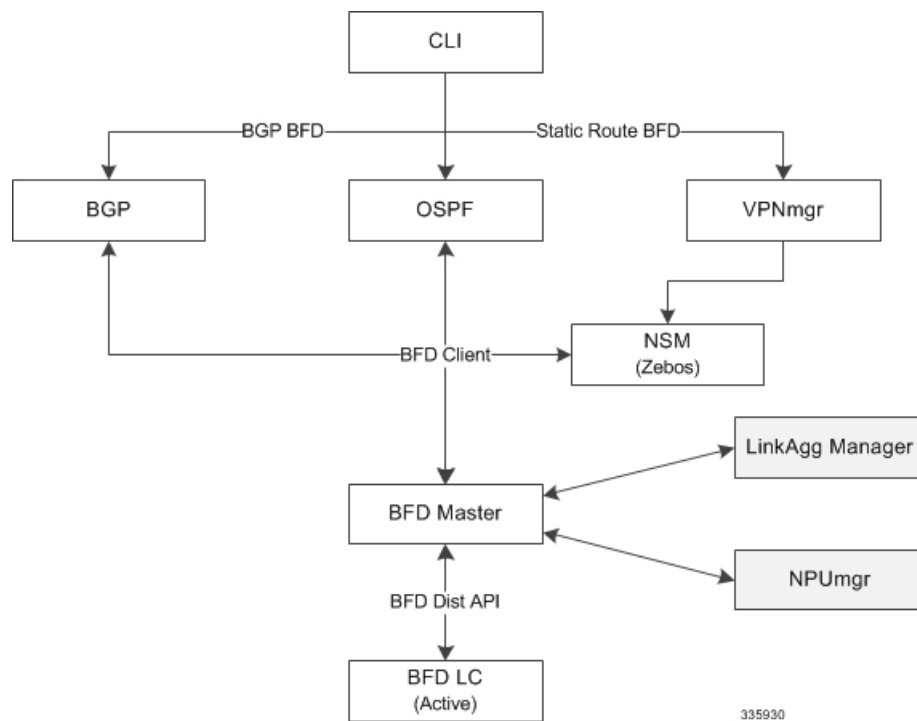 CLI
BGP BFD
Static Route BFD
BGP
OSPF
VPNmgr
BFD Client
NSM
(Zebos)
LinkAgg Manager
BFD Master
NPUmgr
BFD Dist API
BFD LC
(Active)
335930